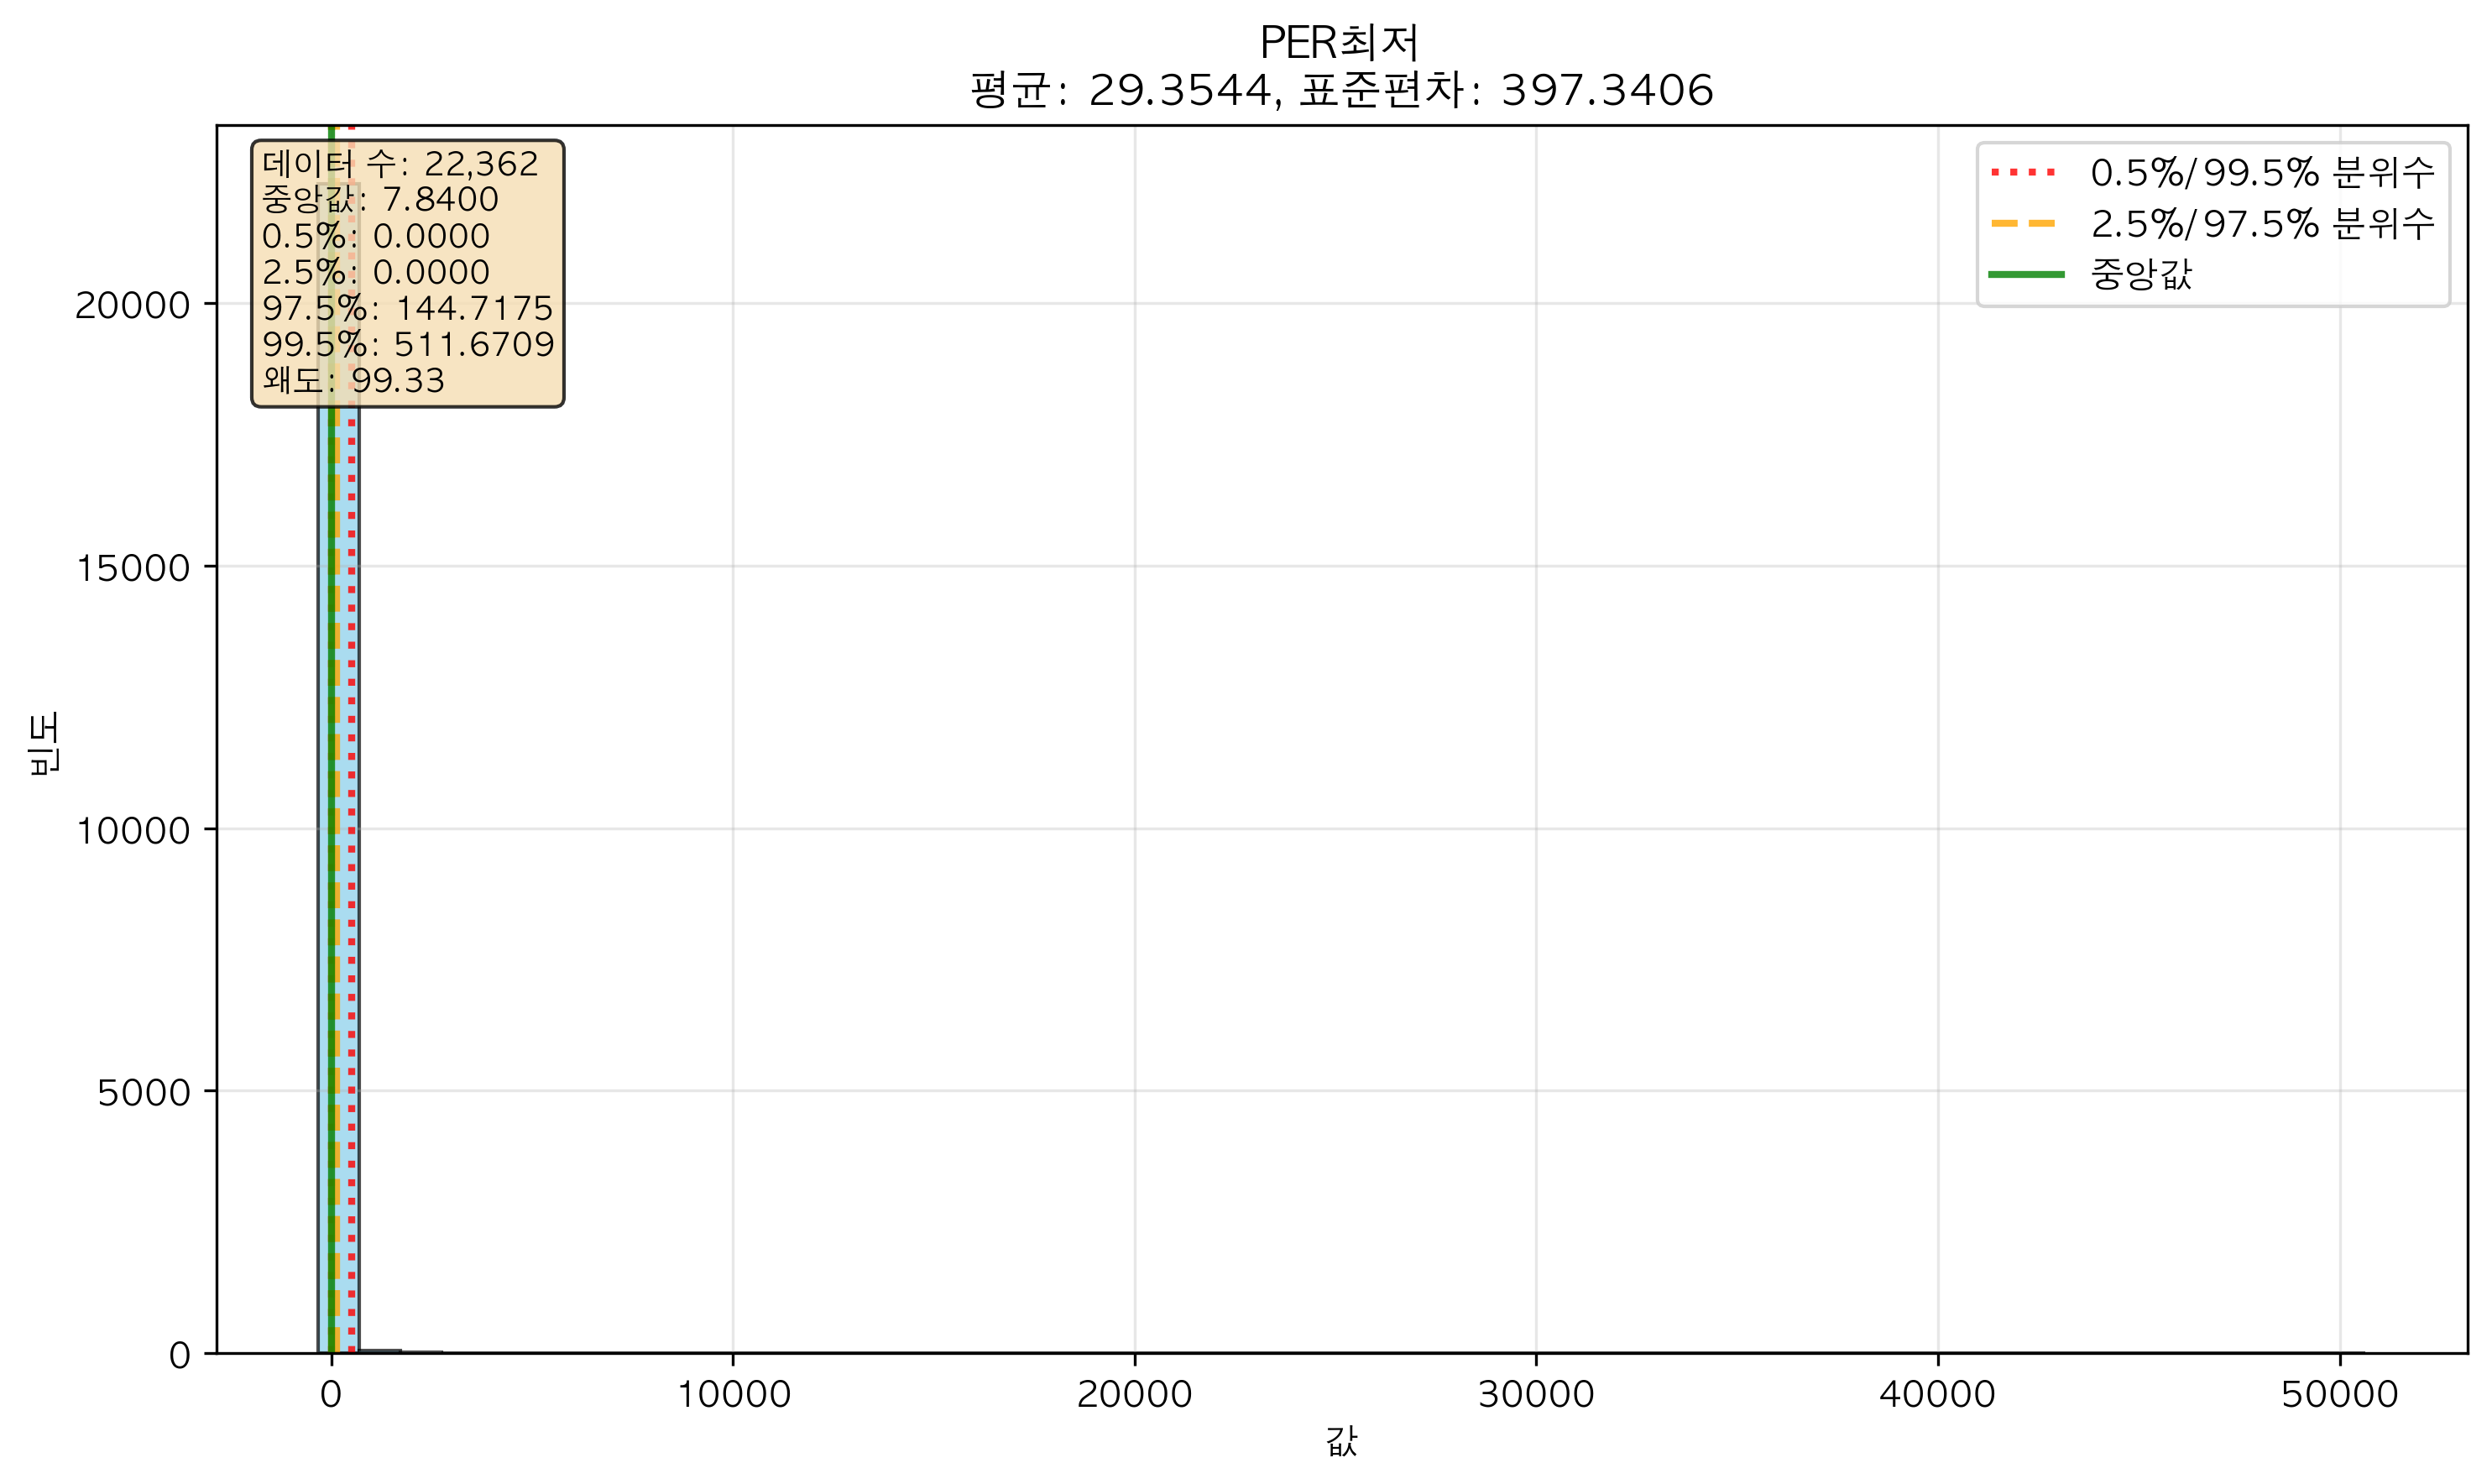 PER최저
평균: 29.3544, 표준편차: 397.3406
데이터 수: 22,362
중앙값: 7.8400
0.5%: 0.0000
2.5%: 0.0000
97.5%: 144.7175
99.5%: 511.6709
왜도: 99.33
0.5%/99.5% 분위수
2.5%/97.5% 분위수
중앙값
빈도
20000
15000
10000
5000
0
0 10000 20000 30000 40000 50000
값